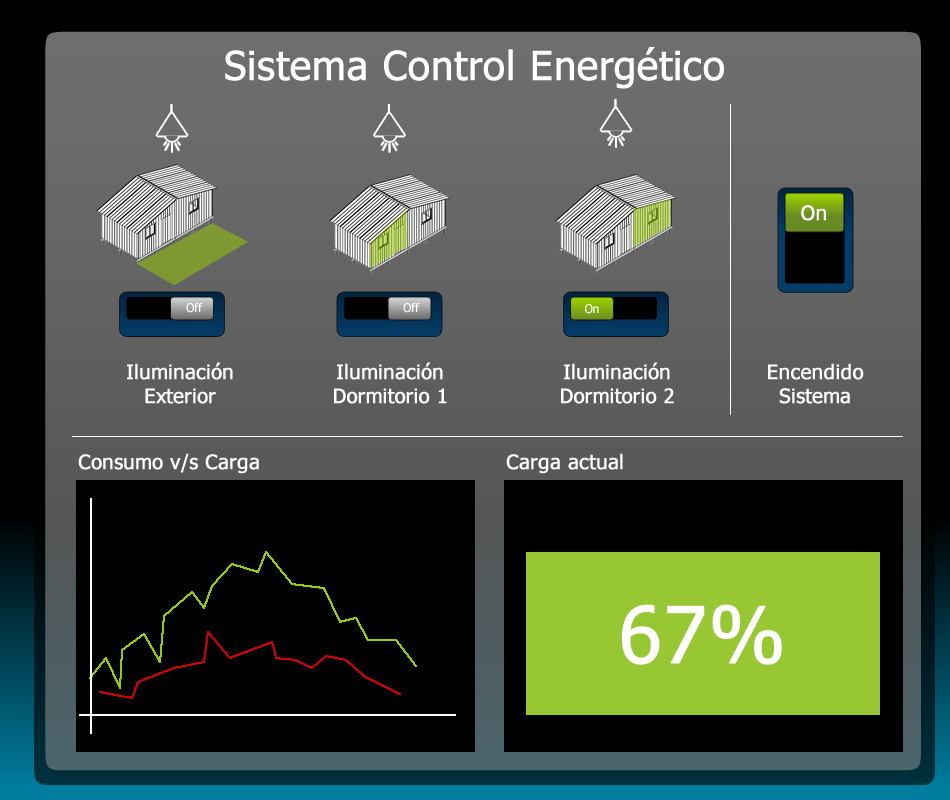 Sistema Control Energético
On
Off
Off
On
Iluminación
Exterior
Iluminación
Dormitorio 1
Iluminación
Dormitorio 2
Encendido
Sistema
Consumo v/s Carga
Carga actual
67%